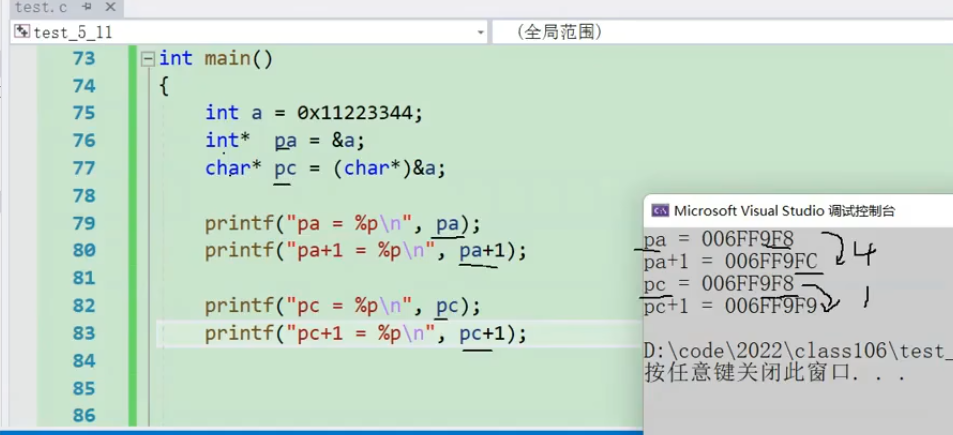 test.c
test_5_11
(全局范围)
73 int main()
74 {
75 int a = 0x11223344;
76 int* pa = &a;
77 char* pc = (char*)&a;
78
79 printf("pa = %p\n", pa);
80 printf("pa+1 = %p\n", pa+1);
81
82 printf("pc = %p\n", pc);
83 printf("pc+1 = %p\n", pc+1);
84
85
86
Microsoft Visual Studio 调试控制台
pa = 006FF9F8
pa+1 = 006FF9FC
4
pc = 006FF9F8
pc+1 = 006FF9F9
1
D:\code\2022\class106\test_
按任意键关闭此窗口. . .